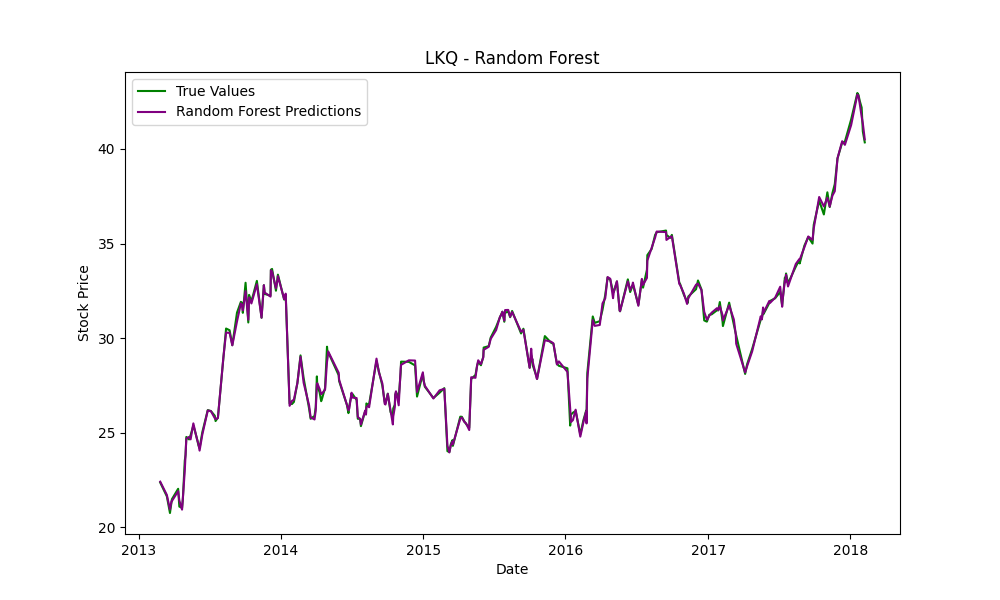 LKQ - Random Forest
True Values
Random Forest Predictions
Stock Price
40
35
30
25
20
2013 2014 2015 2016 2017 2018
Date